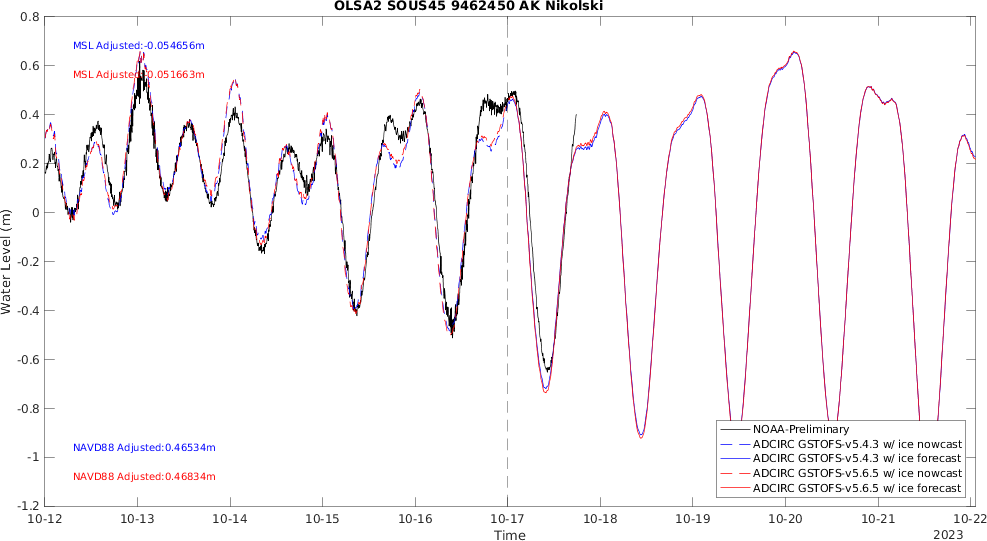 OLSA2 SOUS45 9462450 AK Nikolski
0.8
0.6
0.4
0.2
0
-0.2
-0.4
-0.6
-0.8
-1
-1.2
Water Level (m)
MSL Adjusted:-0.054656m
MSL Adjusted:-0.051663m
NAVD88 Adjusted:0.46534m
NAVD88 Adjusted:0.46834m
NOAA-Preliminary
ADCIRC GSTOFS-v5.4.3 w/ ice nowcast
ADCIRC GSTOFS-v5.4.3 w/ ice forecast
ADCIRC GSTOFS-v5.6.5 w/ ice nowcast
ADCIRC GSTOFS-v5.6.5 w/ ice forecast
10-12 10-13 10-14 10-15 10-16 10-17 10-18 10-19 10-20 10-21 10-22
Time
2023